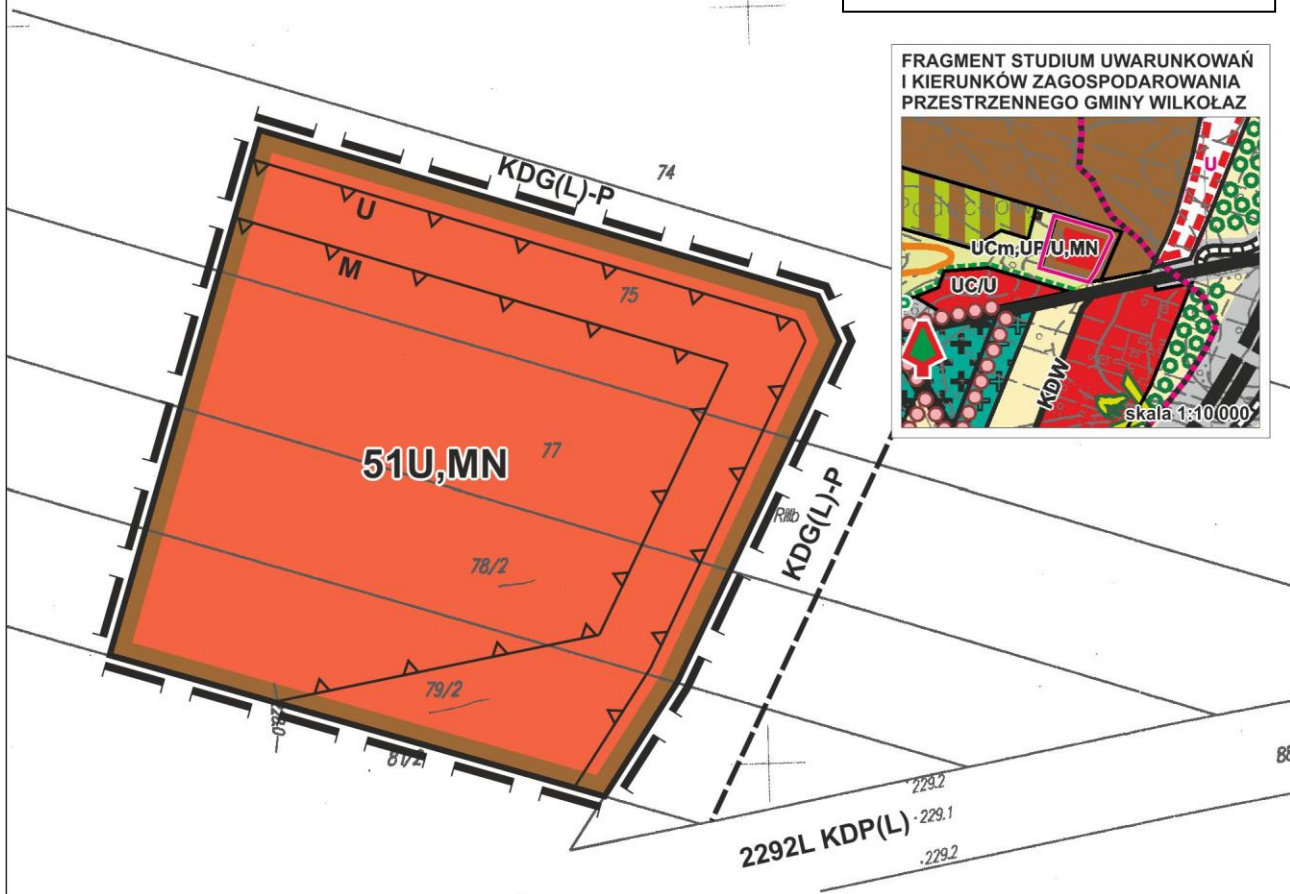 FRAGMENT STUDIUM UWARUNKOWAŃ
I KIERUNKÓW ZAGOSPODAROWANIA
PRZESTRZENNEGO GMINY WILKOŁAZ
U
UCm,UP/U,MN
UC/U
KDW
skala 1:10 000
KDG(L)-P
74
U
M
75
51U,MN
77
KDG(L)-P
78/2
79/2
81/2
229.2
2292L KDP(L)
229.1
229.2
88